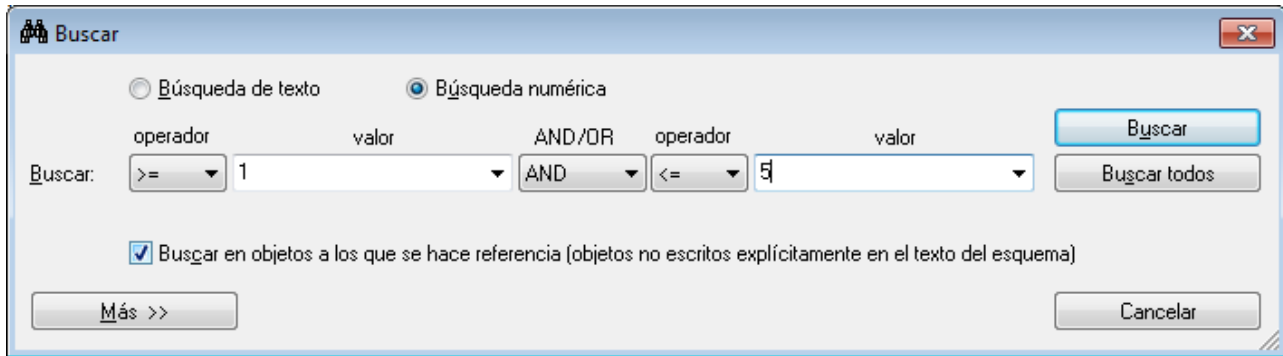 Buscar
Búsqueda de texto Búsqueda numérica
operador valor AND/OR operador valor Buscar
Buscar: >= 1 AND <= 5 Buscar todos
Buscar en objetos a los que se hace referencia (objetos no escritos explícitamente en el texto del esquema)
Más >> Cancelar